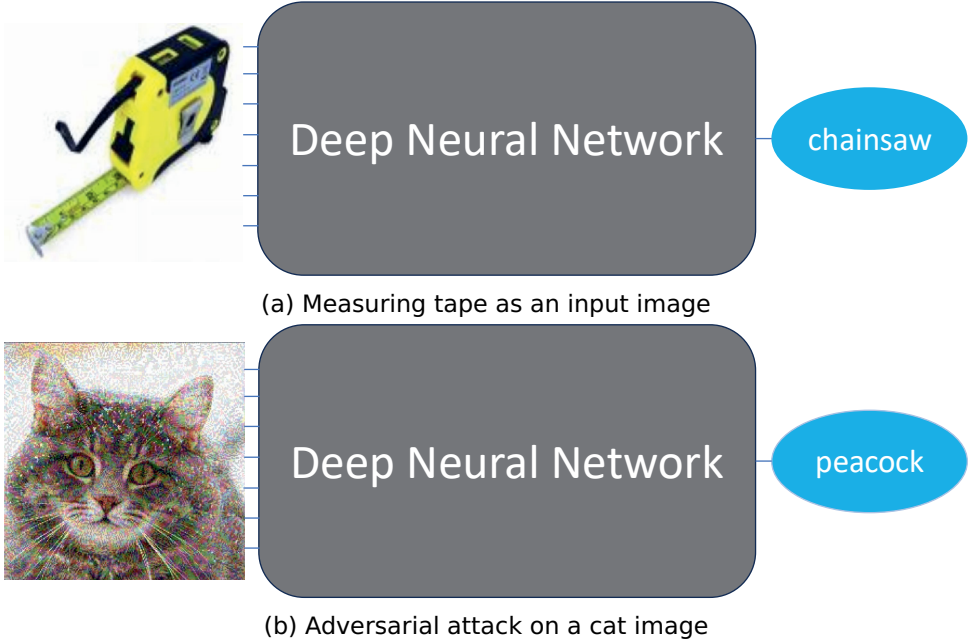 Deep Neural Network
chainsaw
(a) Measuring tape as an input image
Deep Neural Network
peacock
(b) Adversarial attack on a cat image